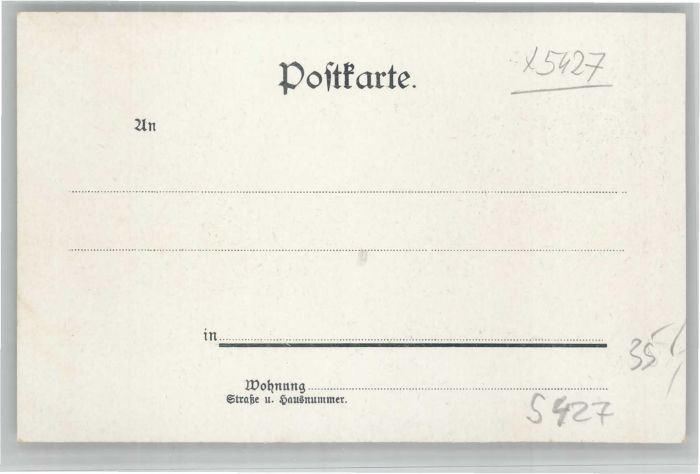 x5427
Postkarte.
An
in
35,-
Wohnung
Straße u. Hausnummer.
5427